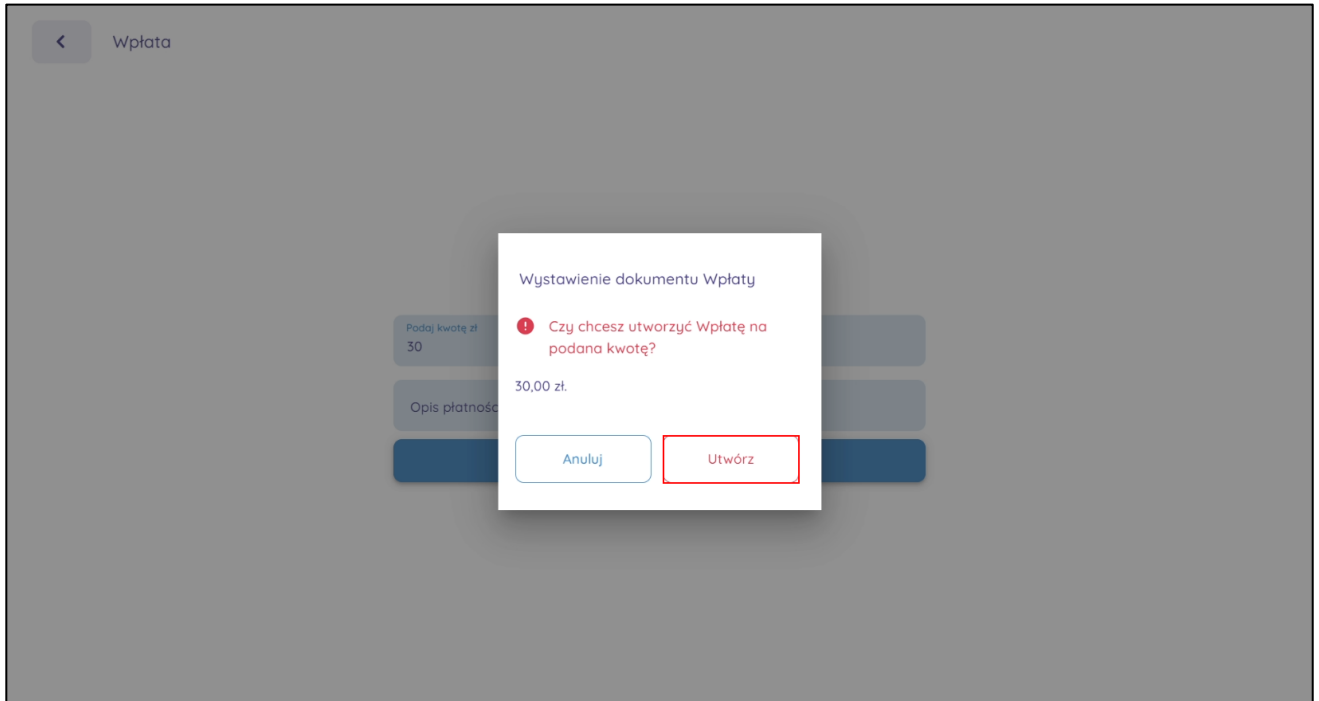 Wpłata
Wystawienie dokumentu Wpłaty
Czy chcesz utworzyć Wpłatę na
podana kwotę?
30,00 zł.
Anuluj
Utwórz
Podaj kwotę zł
30
Opis płatnośc